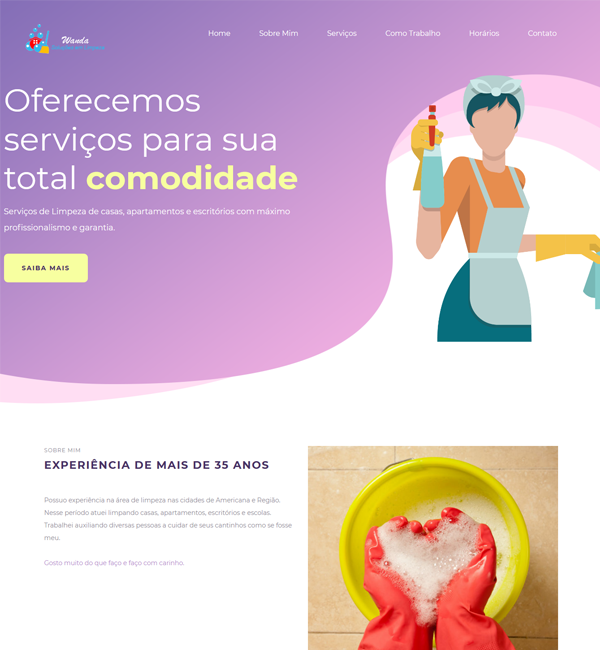 Wanda
Home
Sobre Mim
Serviços
Como Trabalho
Horários
Contato
Oferecemos
serviços para sua
total comodidade
Serviços de Limpeza de casas, apartamentos e escritórios com máximo
profissionalismo e garantia.
SAIBA MAIS
SOBRE MIM
EXPERIÊNCIA DE MAIS DE 35 ANOS
Possuo experiência na área de limpeza nas cidades de Americana e Região.
Nesse período atuei limpando casas, apartamentos, escritórios e escolas.
Trabalhei auxiliando diversas pessoas a cuidar de seus cantinhos como se fosse
meu.
Gosto muito do que faço e faço com carinho.